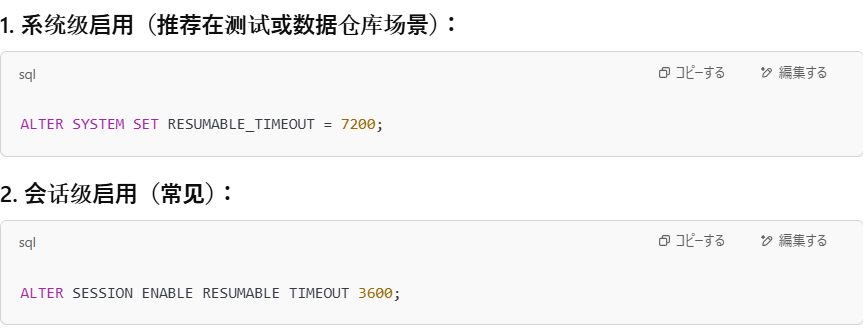 1. 系统级启用（推荐在测试或数据仓库场景）：
sql コピーする 編集する
ALTER SYSTEM SET RESUMABLE_TIMEOUT = 7200;
2. 会话级启用（常见）：
sql コピーする 編集する
ALTER SESSION ENABLE RESUMABLE TIMEOUT 3600;